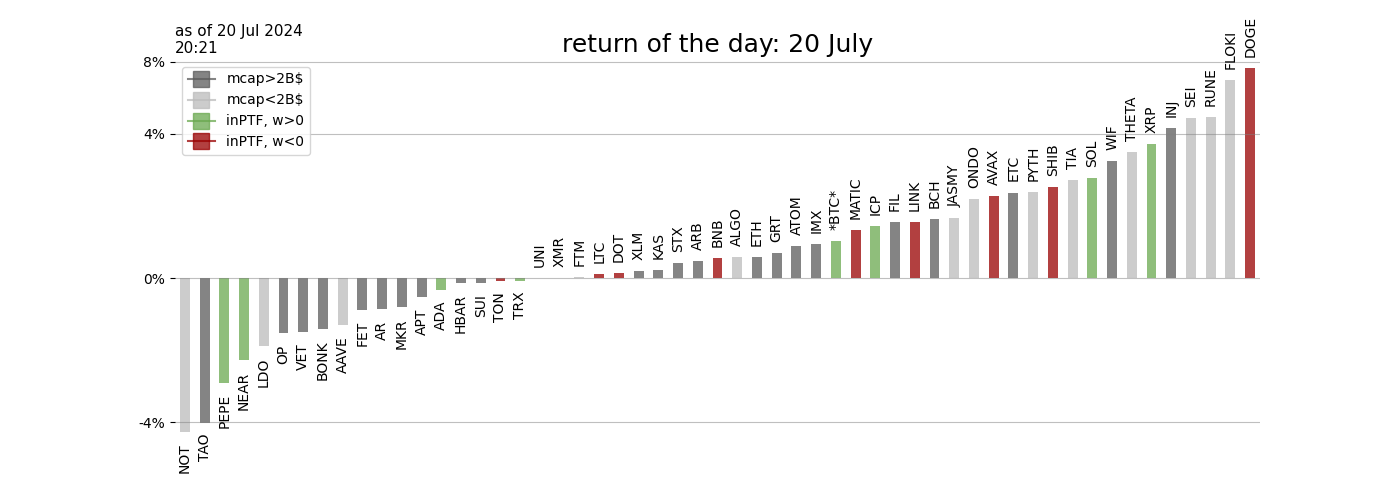 as of 20 Jul 2024
20:21
return of the day: 20 July
8%
4%
0%
-4%
mcap>2B$
mcap<2B$
inPTF, w>0
inPTF, w<0
NOT
TAO
PEPE
NEAR
LDO
OP
VET
BONK
AAVE
FET
AR
MKR
APT
ADA
HBAR
SUI
TON
TRX
UNI
XMR
FTM
LTC
DOT
XLM
KAS
STX
ARB
BNB
ALGO
ETH
GRT
ATOM
IMX
*BTC*
MATIC
ICP
FIL
LINK
BCH
JASMY
ONDO
AVAX
ETC
PYTH
SHIB
TIA
SOL
WIF
THETA
XRP
INJ
SEI
RUNE
FLOKI
DOGE